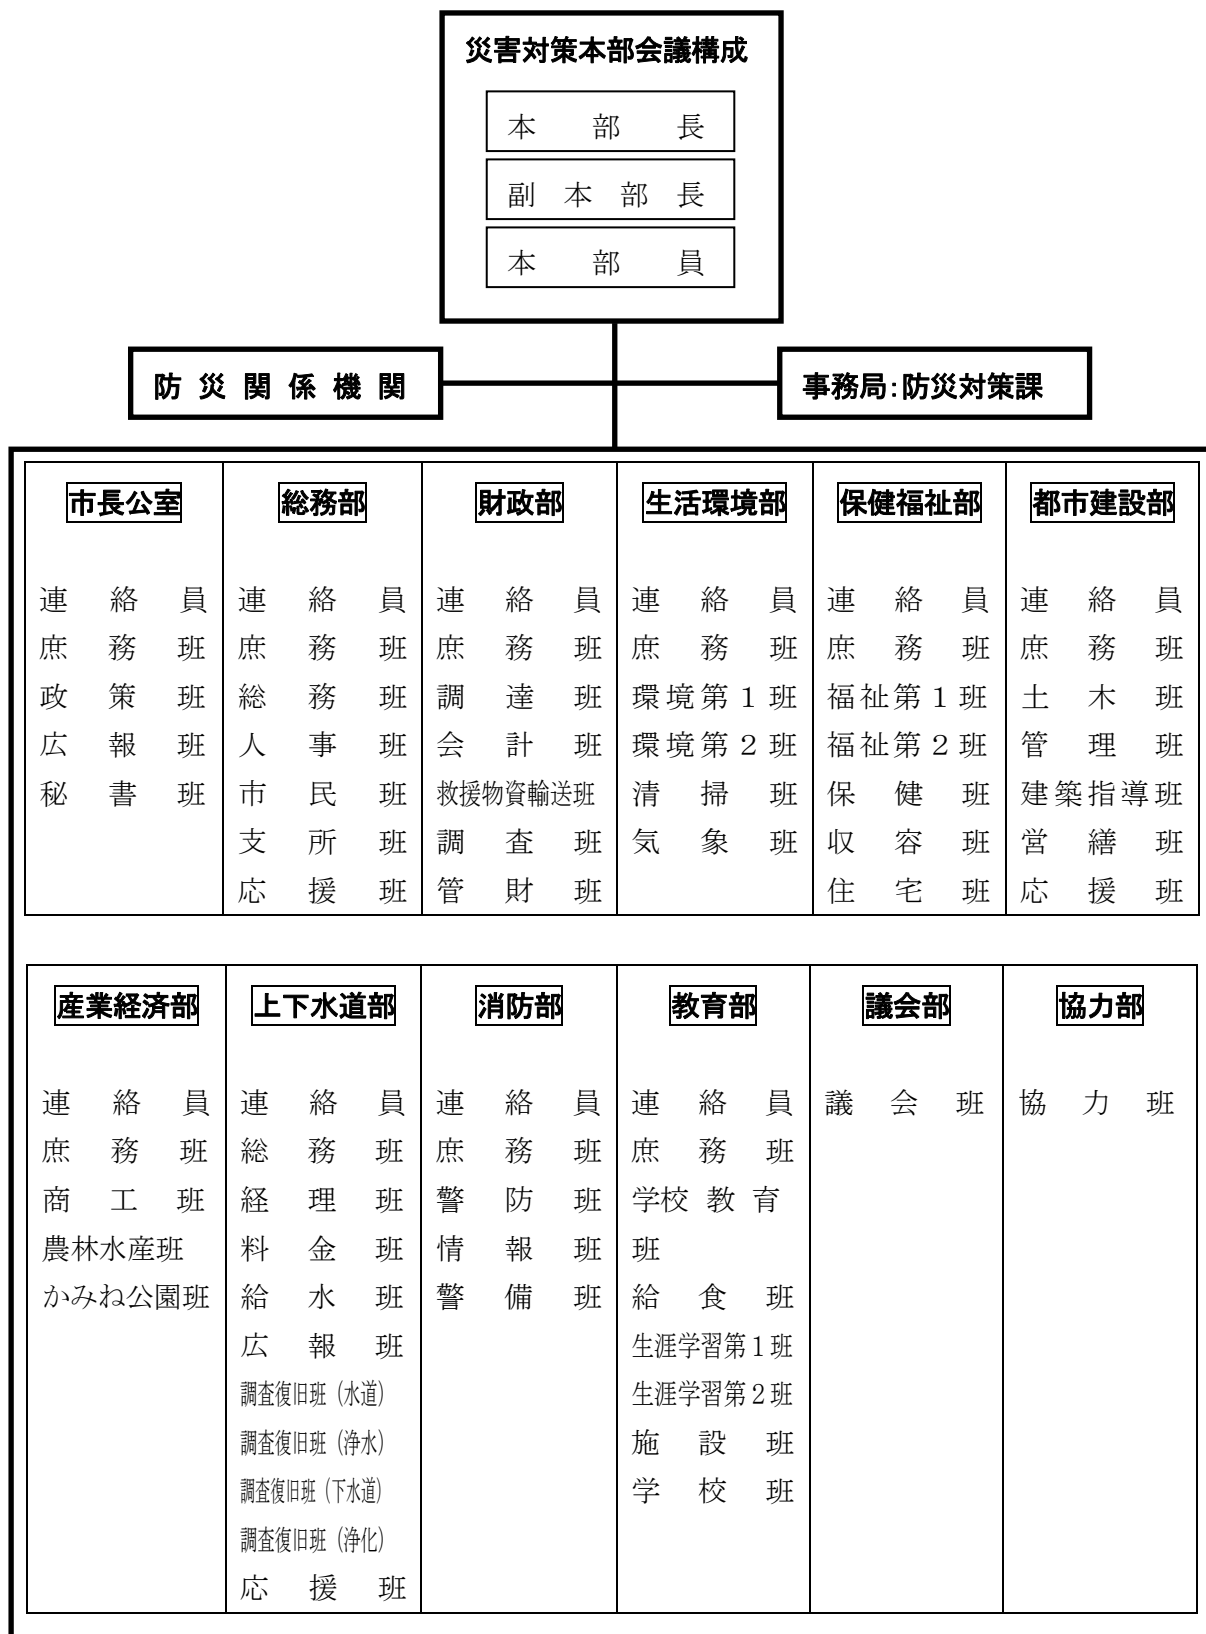 災害対策本部会議構成
本部長
副本部長
本部員
防災関係機関
事務局：防災対策課
市長公室
連絡員
庶務班
政策班
広報班
秘書班
総務部
連絡員
庶務班
総務班
人事班
市民班
支所班
応援班
財政部
連絡員
庶務班
調達班
会計班
救援物資輸送班
調査班
管財班
生活環境部
連絡員
庶務班
環境第１班
環境第２班
清掃班
気象班
保健福祉部
連絡員
庶務班
福祉第１班
福祉第２班
保健班
収容班
住宅班
都市建設部
連絡員
庶務班
土木班
管理班
建築指導班
営繕班
応援班
産業経済部
連絡員
庶務班
商工班
農林水産班
かみね公園班
上下水道部
連絡員
総務班
経理班
料金班
給水班
広報班
調査復旧班（水道）
調査復旧班（浄水）
調査復旧班（下水道）
調査復旧班（浄化）
応援班
消防部
連絡員
庶務班
警防班
情報班
警備班
教育部
連絡員
庶務班
学校教育
班
給食班
生涯学習第１班
生涯学習第２班
施設班
学校班
議会部
議会班
協力部
協力班